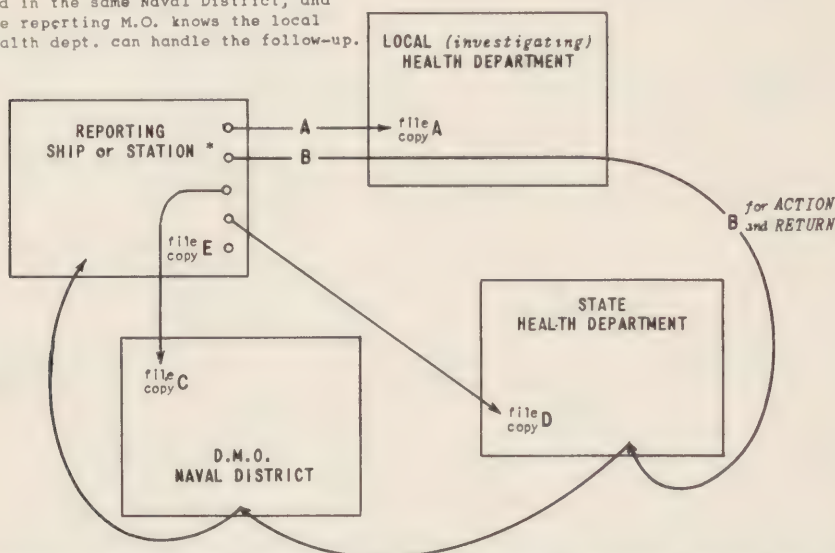 in the same Naval District, and
reporting M.O. knows the local
dept. can handle the follow-up.
LOCAL (investigating)
HEALTH DEPARTMENT
file
copy A
REPORTING
SHIP or STATION *
A
B
file
copy E
B for ACTION
and RETURN
STATE
HEALTH DEPARTMENT
file
copy C
file
copy D
D.M.O.
NAVAL DISTRICT